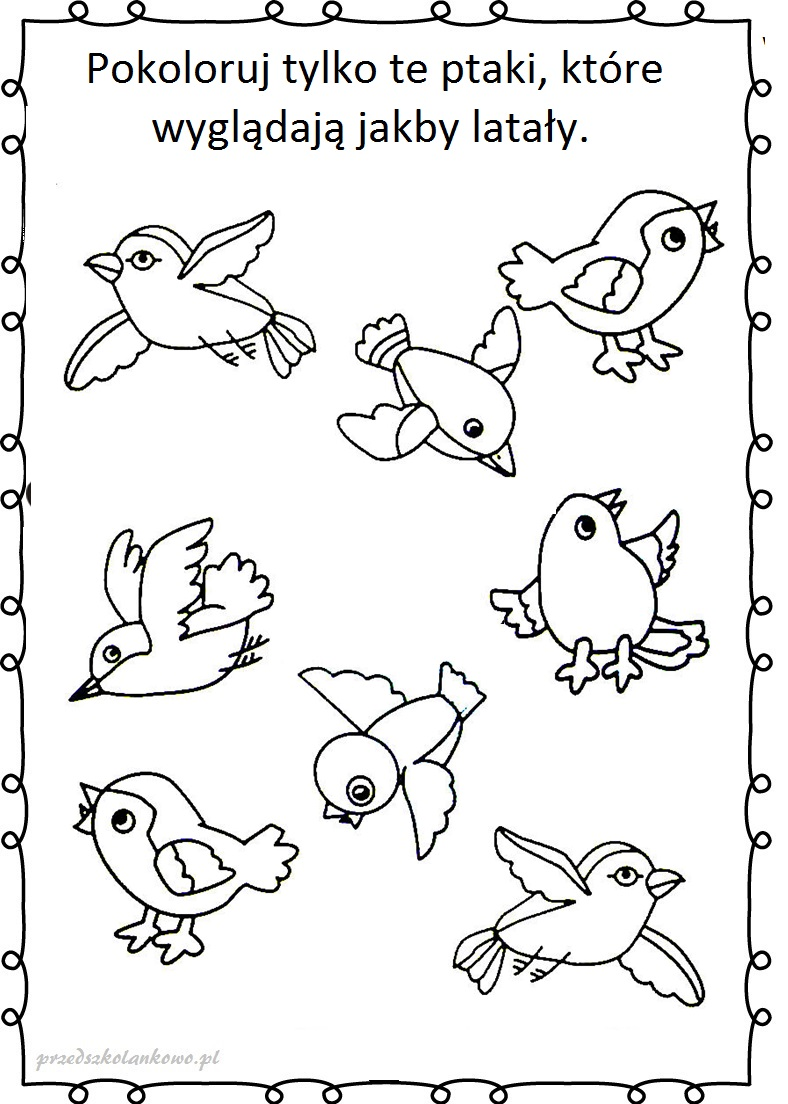 Pokoloruj tylko te ptaki, które
wyglądają jakby latały.
przedszkolankowo.pl